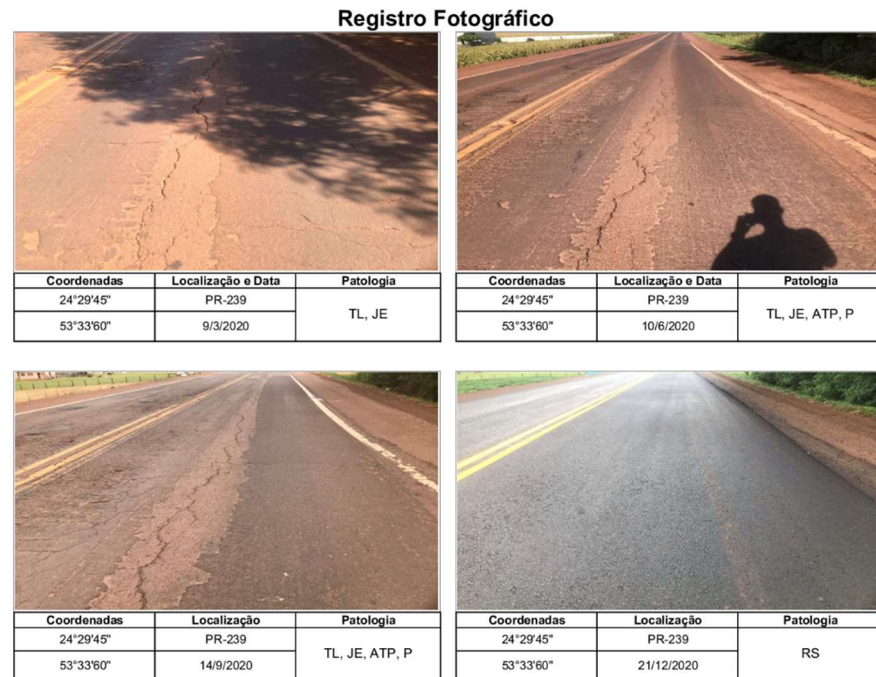 Registro Fotográfico
Coordenadas Localização e Data Patologia
24°29'45" PR-239
TL, JE
53°33'60" 9/3/2020
Coordenadas Localização e Data Patologia
24°29'45" PR-239
TL, JE, ATP, P
53°33'60" 10/6/2020
Coordenadas Localização Patologia
24°29'45" PR-239
TL, JE, ATP, P
53°33'60" 14/9/2020
Coordenadas Localização Patologia
24°29'45" PR-239
RS
53°33'60" 21/12/2020